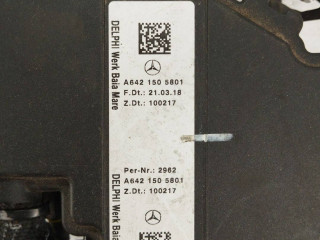 DELPHI Werk Baia Mare
A642 150 5801
F.Dt.: 21.03.18
Z.Dt.: 100217
Per-Nr.: 2962
A642 150 5801
Z.Dt.: 100217
DELPHI Werk Baia Mare